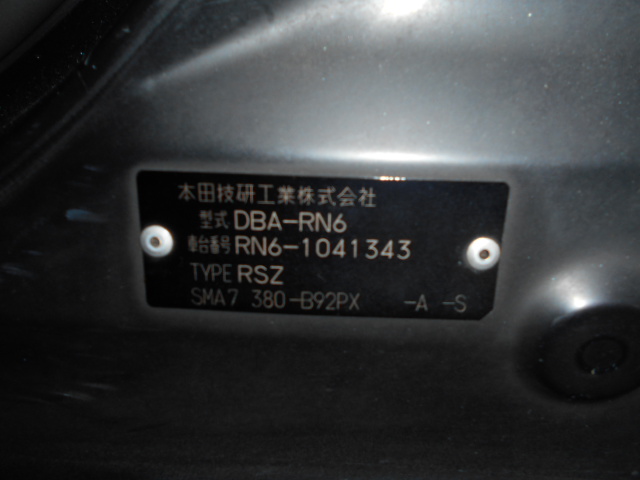 本田技研工業株式会社
型式 DBA-RN6
車台番号 RN6-1041343
TYPE RSZ
SMA7 380-B92PX -A -S